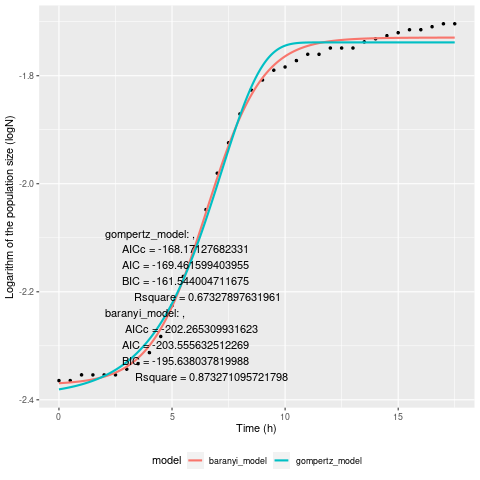 -1.8
-2.0
-2.2
-2.4
Logarithm of the population size (logN)
gompertz_model: ,
AICc = -168.17127682331
AIC = -169.461599403955
BIC = -161.544004711675
Rsquare = 0.67327897631961
baranyi_model: ,
AICc = -202.265309931623
AIC = -203.555632512269
BIC = -195.638037819988
Rsquare = 0.873271095721798
0 5 10 15
Time (h)
model baranyi_model gompertz_model